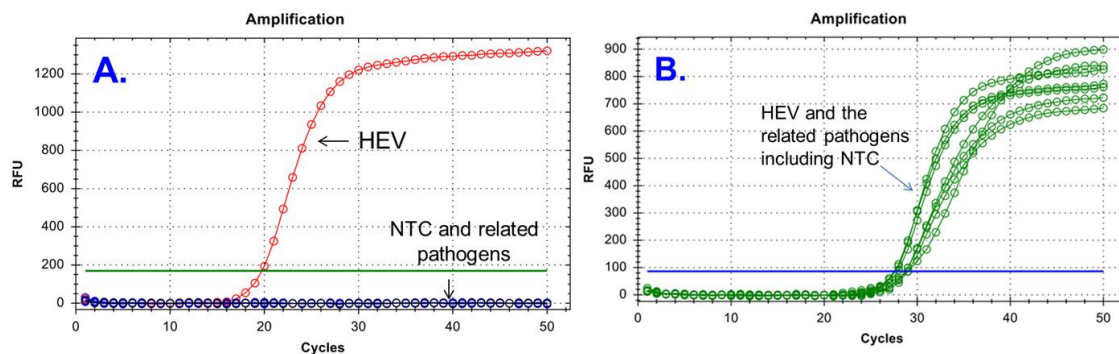 Amplification
A.
1200
1000
800
600
400
200
0
RFU
HEV
NTC and related
pathogens
0
10
20
30
40
50
Cycles
Amplification
B.
900
800
700
600
500
400
300
200
100
0
RFU
HEV and the
related pathogens
including NTC
0
10
20
30
40
50
Cycles